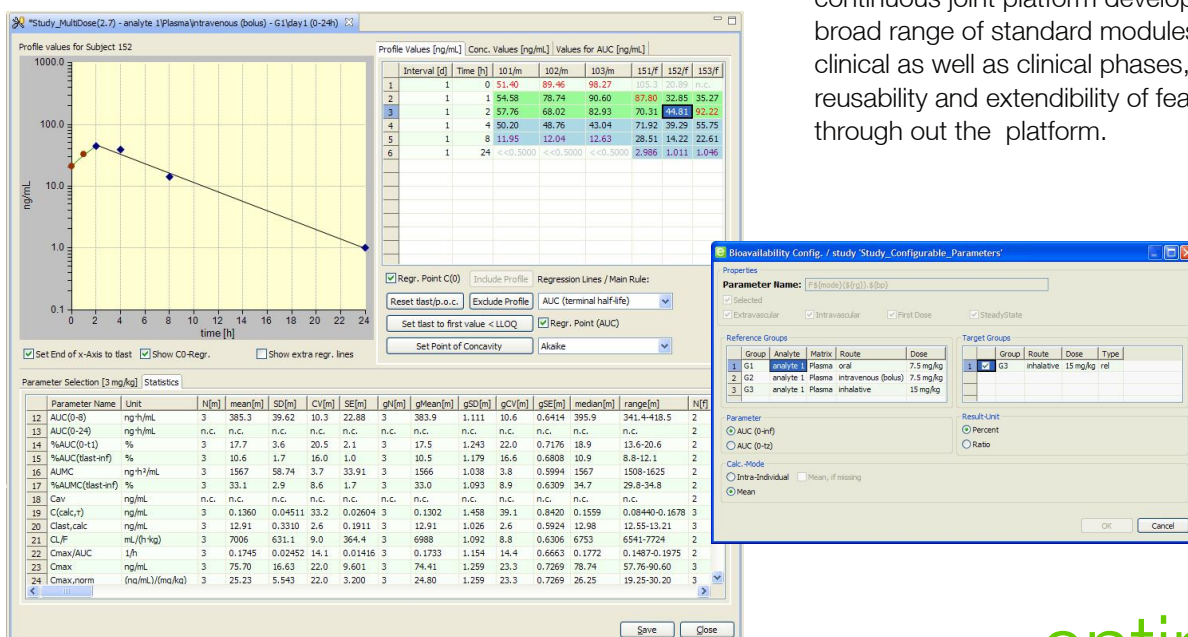 *Study_MultiDose(2.7) - analyte 1\Plasma\intravenous (bolus) - G1\day1 (0-24h)
Profile values for Subject 152
1000.0
100.0
10.0
1.0
0.1
ng/mL
0 2 4 6 8 10 12 14 16 18 20 22 24
time [h]
Set End of x-Axis to tlast Show C0-Regr. Show extra regr. lines
Profile Values [ng/mL] Conc. Values [ng/mL] Values for AUC [ng/mL]
Interval [d] Time [h] 101/m 102/m 103/m 151/f 152/f 153/f
1 1 0 51.40 89.46 98.27 105.3 20.89 n.c.
2 1 1 54.58 78.74 90.60 87.80 32.85 35.27
3 1 2 57.76 68.02 82.93 70.31 44.81 92.22
4 1 4 50.20 48.76 43.04 71.92 39.29 55.75
5 1 8 11.95 12.04 12.63 28.51 14.22 22.61
6 1 24 <<0.5000 <<0.5000 <<0.5000 2.986 1.011 1.046
Regr. Point C(0) Include Profile Regression Lines / Main Rule:
Reset tlast/p.o.c. Exclude Profile AUC (terminal half-life)
Set tlast to first value < LLOQ Regr. Point (AUC)
Set Point of Concavity Akaike
Parameter Selection [3 mg/kg] Statistics
Parameter Name Unit N[m] mean[m] SD[m] CV[m] SE[m] gN[m] gMean[m] gSD[m] gCV[m] gSE[m] median[m] range[m] N[f]
12 AUC(0-8) ng·h/mL 3 385.3 39.62 10.3 22.88 3 383.9 1.111 10.6 0.6414 395.9 341.4-418.5 2
13 AUC(0-24) ng·h/mL n.c. n.c. n.c. n.c. n.c. n.c. n.c. n.c. n.c. n.c. n.c. n.c. 2
14 %AUC(0-t1) % 3 17.7 3.6 20.5 2.1 3 17.5 1.243 22.0 0.7176 18.9 13.6-20.6 2
15 %AUC(tlast-inf) % 3 10.6 1.7 16.0 1.0 3 10.5 1.179 16.6 0.6808 10.9 8.8-12.1 2
16 AUMC ng·h²/mL 3 1567 58.74 3.7 33.91 3 1566 1.038 3.8 0.5994 1567 1508-1625 2
17 %AUMC(tlast-inf) % 3 33.1 2.9 8.6 1.7 3 33.0 1.093 8.9 0.6309 34.7 29.8-34.8 2
18 Cav ng/mL n.c. n.c. n.c. n.c. n.c. n.c. n.c. n.c. n.c. n.c. n.c. n.c. 2
19 C(calc,τ) ng/mL 3 0.1360 0.04511 33.2 0.02604 3 0.1302 1.458 39.1 0.8420 0.1559 0.08440-0.1678 3
20 Clast,calc ng/mL 3 12.91 0.3310 2.6 0.1911 3 12.91 1.026 2.6 0.5924 12.98 12.55-13.21 3
21 CL/F mL/(h·kg) 3 7006 631.1 9.0 364.4 3 6988 1.092 8.8 0.6306 6753 6541-7724 2
22 Cmax/AUC 1/h 3 0.1745 0.02452 14.1 0.01416 3 0.1733 1.154 14.4 0.6663 0.1772 0.1487-0.1975 2
23 Cmax ng/mL 3 75.70 16.63 22.0 9.601 3 74.41 1.259 23.3 0.7269 78.74 57.76-90.60 3
24 Cmax,norm (ng/mL)/(mg/kg) 3 25.23 5.543 22.0 3.200 3 24.80 1.259 23.3 0.7269 26.25 19.25-30.20 3
Save Close
continuous joint platform develop
broad range of standard modules
clinical as well as clinical phases,
reusability and extendibility of fea
through out the platform.
Bioavailability Config. / study 'Study_Configurable_Parameters'
Properties
Parameter Name: F${mode}(${rg}).${bp}
Selected
Extravascular Intravascular First Dose SteadyState
Reference Groups
Group Analyte Matrix Route Dose
1 G1 analyte 1 Plasma oral 7.5 mg/kg
2 G2 analyte 1 Plasma intravenous (bolus) 7.5 mg/kg
3 G3 analyte 1 Plasma inhalative 15 mg/kg
Target Groups
Group Route Dose Type
1 G3 inhalative 15 mg/kg rel
Parameter
AUC (0-inf)
AUC (0-tz)
Result-Unit
Percent
Ratio
Calc.-Mode
Intra-Individual Mean, if missing
Mean
OK Cancel